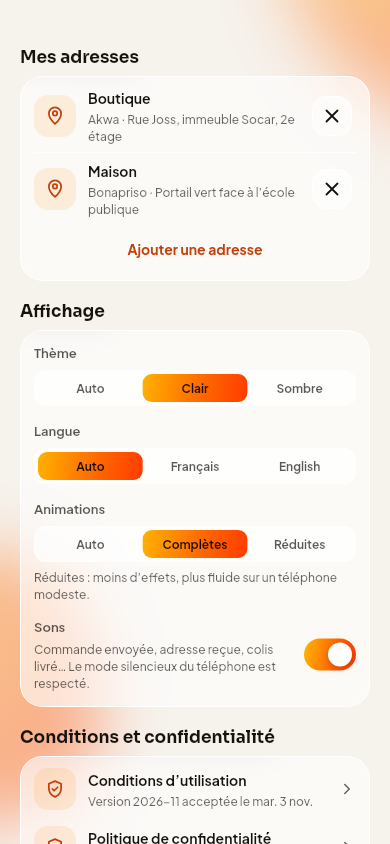 Mes adresses
Boutique
Akwa · Rue Joss, immeuble Socar, 2e
étage
Maison
Bonapriso · Portail vert face à l'école
publique
Ajouter une adresse
Affichage
Thème
Auto Clair Sombre
Langue
Auto Français English
Animations
Auto Complètes Réduites
Réduites : moins d'effets, plus fluide sur un téléphone
modeste.
Sons
Commande envoyée, adresse reçue, colis
livré… Le mode silencieux du téléphone est
respecté.
Conditions et confidentialité
Conditions d'utilisation
Version 2026-11 acceptée le mar. 3 nov.
Politique de confidentialité